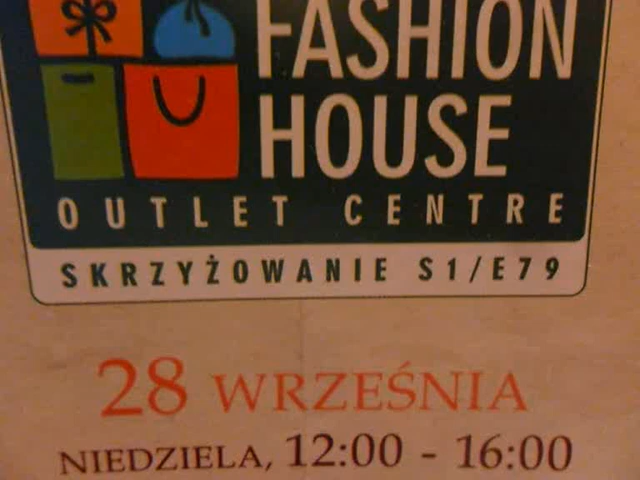 FASHION
HOUSE
OUTLET CENTRE
SKRZYŻOWANIE S1/E79
28 WRZEŚNIA
NIEDZIELA, 12:00 - 16:00